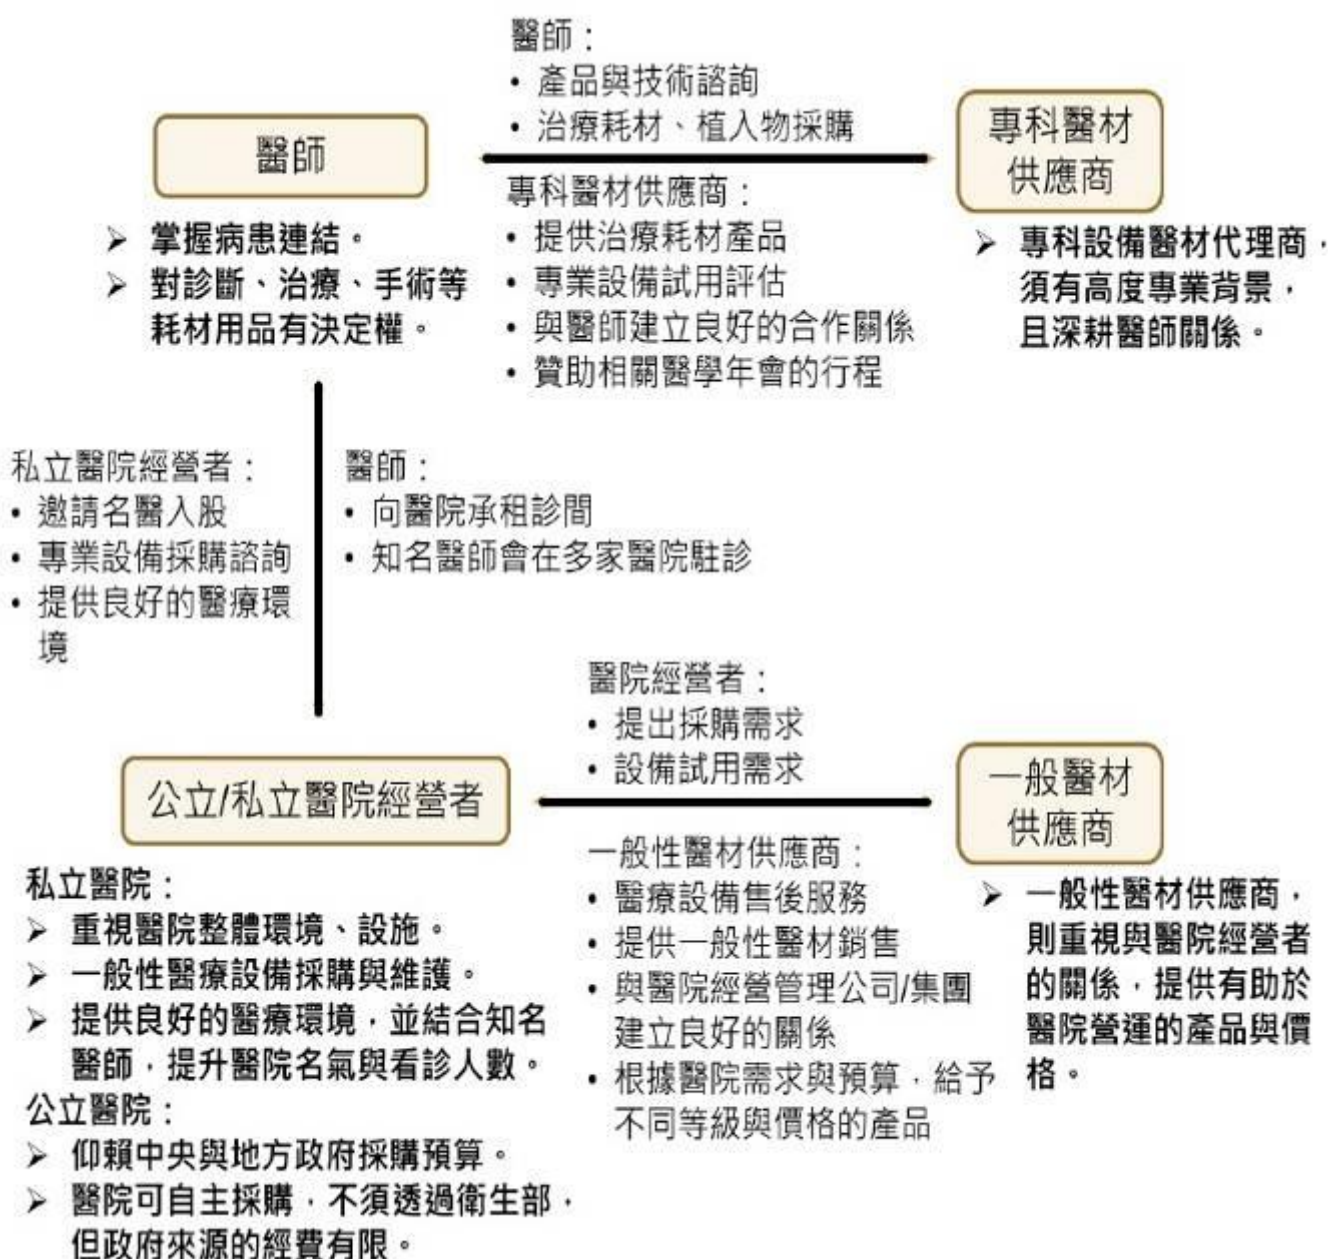 醫師：
• 產品與技術諮詢
• 治療耗材、植入物採購
醫師
專科醫材
供應商
專科醫材供應商：
• 提供治療耗材產品
• 專業設備試用評估
• 與醫師建立良好的合作關係
• 贊助相關醫學年會的行程
➢ 掌握病患連結。
➢ 對診斷、治療、手術等
耗材用品有決定權。
➢ 專科設備醫材代理商，
須有高度專業背景，
且深耕醫師關係。
私立醫院經營者：
• 邀請名醫入股
• 專業設備採購諮詢
• 提供良好的醫療環
境
醫師：
• 向醫院承租診間
• 知名醫師會在多家醫院駐診
醫院經營者：
• 提出採購需求
• 設備試用需求
公立/私立醫院經營者
一般醫材
供應商
一般性醫材供應商：
• 醫療設備售後服務
• 提供一般性醫材銷售
• 與醫院經營管理公司/集團
建立良好的關係
• 根據醫院需求與預算，給予
不同等級與價格的產品
➢ 一般性醫材供應商，
則重視與醫院經營者
的關係，提供有助於
醫院營運的產品與價
格。
私立醫院：
➢ 重視醫院整體環境、設施。
➢ 一般性醫療設備採購與維護。
➢ 提供良好的醫療環境，並結合知名
醫師，提升醫院名氣與看診人數。
公立醫院：
➢ 仰賴中央與地方政府採購預算。
➢ 醫院可自主採購，不須透過衛生部，
但政府來源的經費有限。